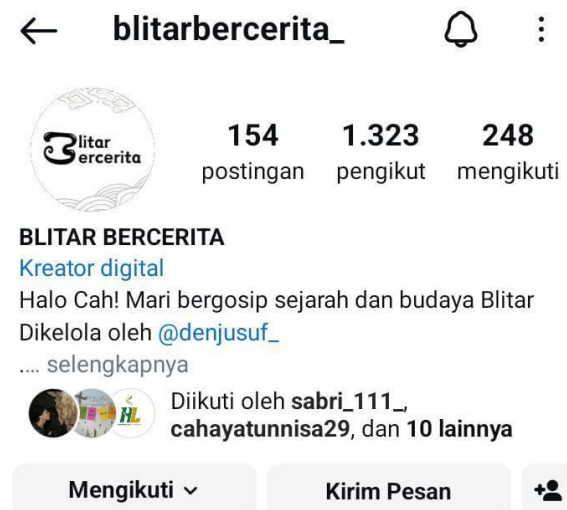 blitarbercerita_
Blitar
Bercerita
154
1.323
248
postingan
pengikut
mengikuti
BLITAR BERCERITA
Kreator digital
Halo Cah! Mari bergosip sejarah dan budaya Blitar
Dikelola oleh @denjusuf_
.... selengkapnya
HL
Diikuti oleh sabri_111_,
cahayatunnisa29, dan 10 lainnya
Mengikuti
Kirim Pesan